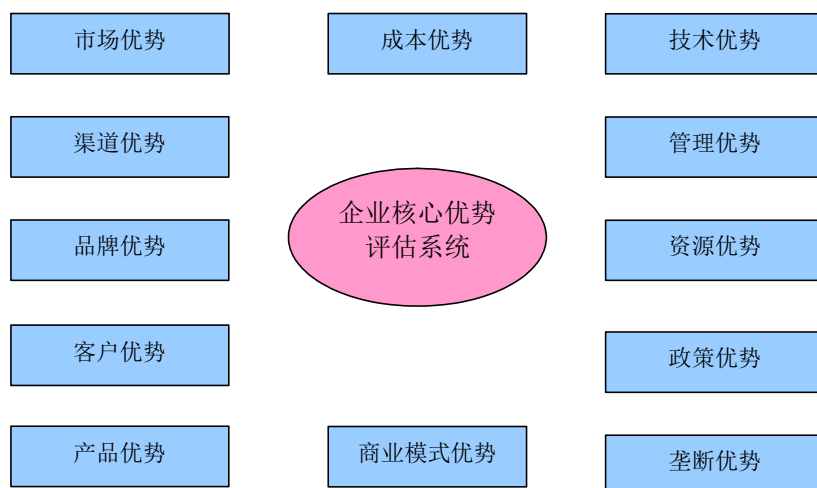 市场优势
成本优势
技术优势
渠道优势
管理优势
企业核心优势
评估系统
品牌优势
资源优势
客户优势
政策优势
产品优势
商业模式优势
垄断优势